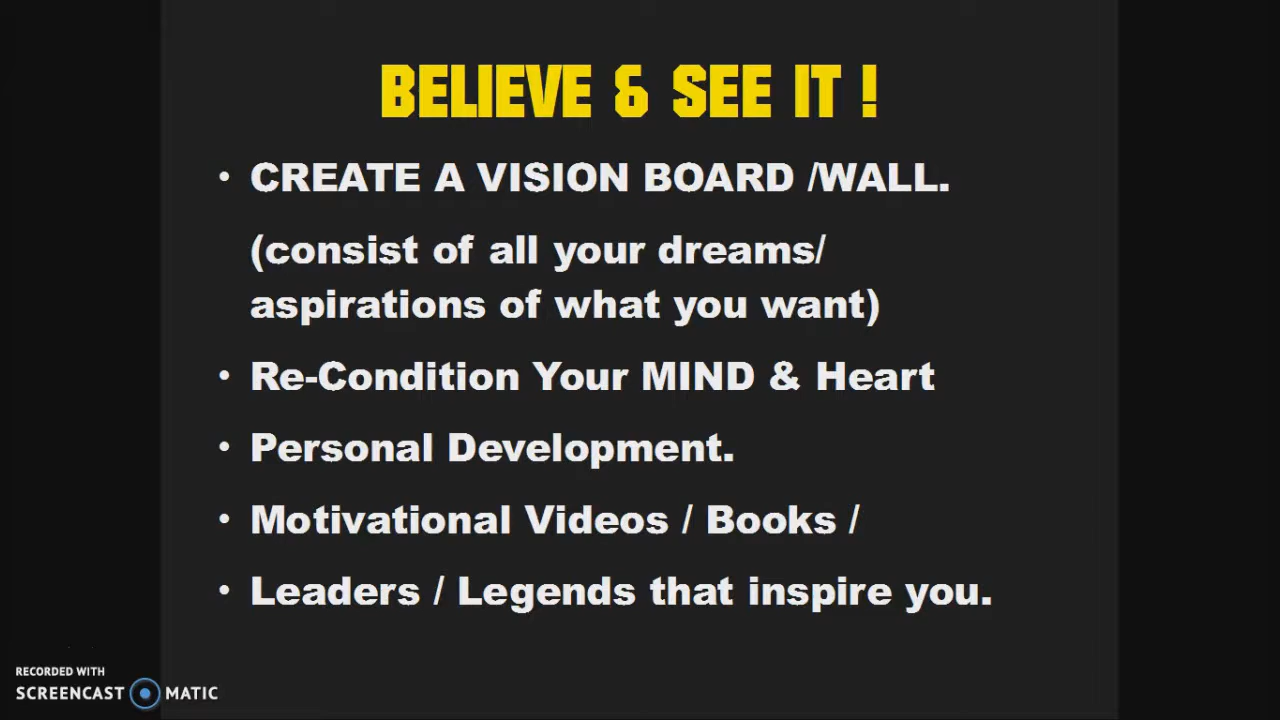 BELIEVE & SEE IT !
• CREATE A VISION BOARD /WALL.
(consist of all your dreams/
aspirations of what you want)
• Re-Condition Your MIND & Heart
• Personal Development.
• Motivational Videos / Books /
• Leaders / Legends that inspire you.
RECORDED WITH
SCREENCAST MATIC